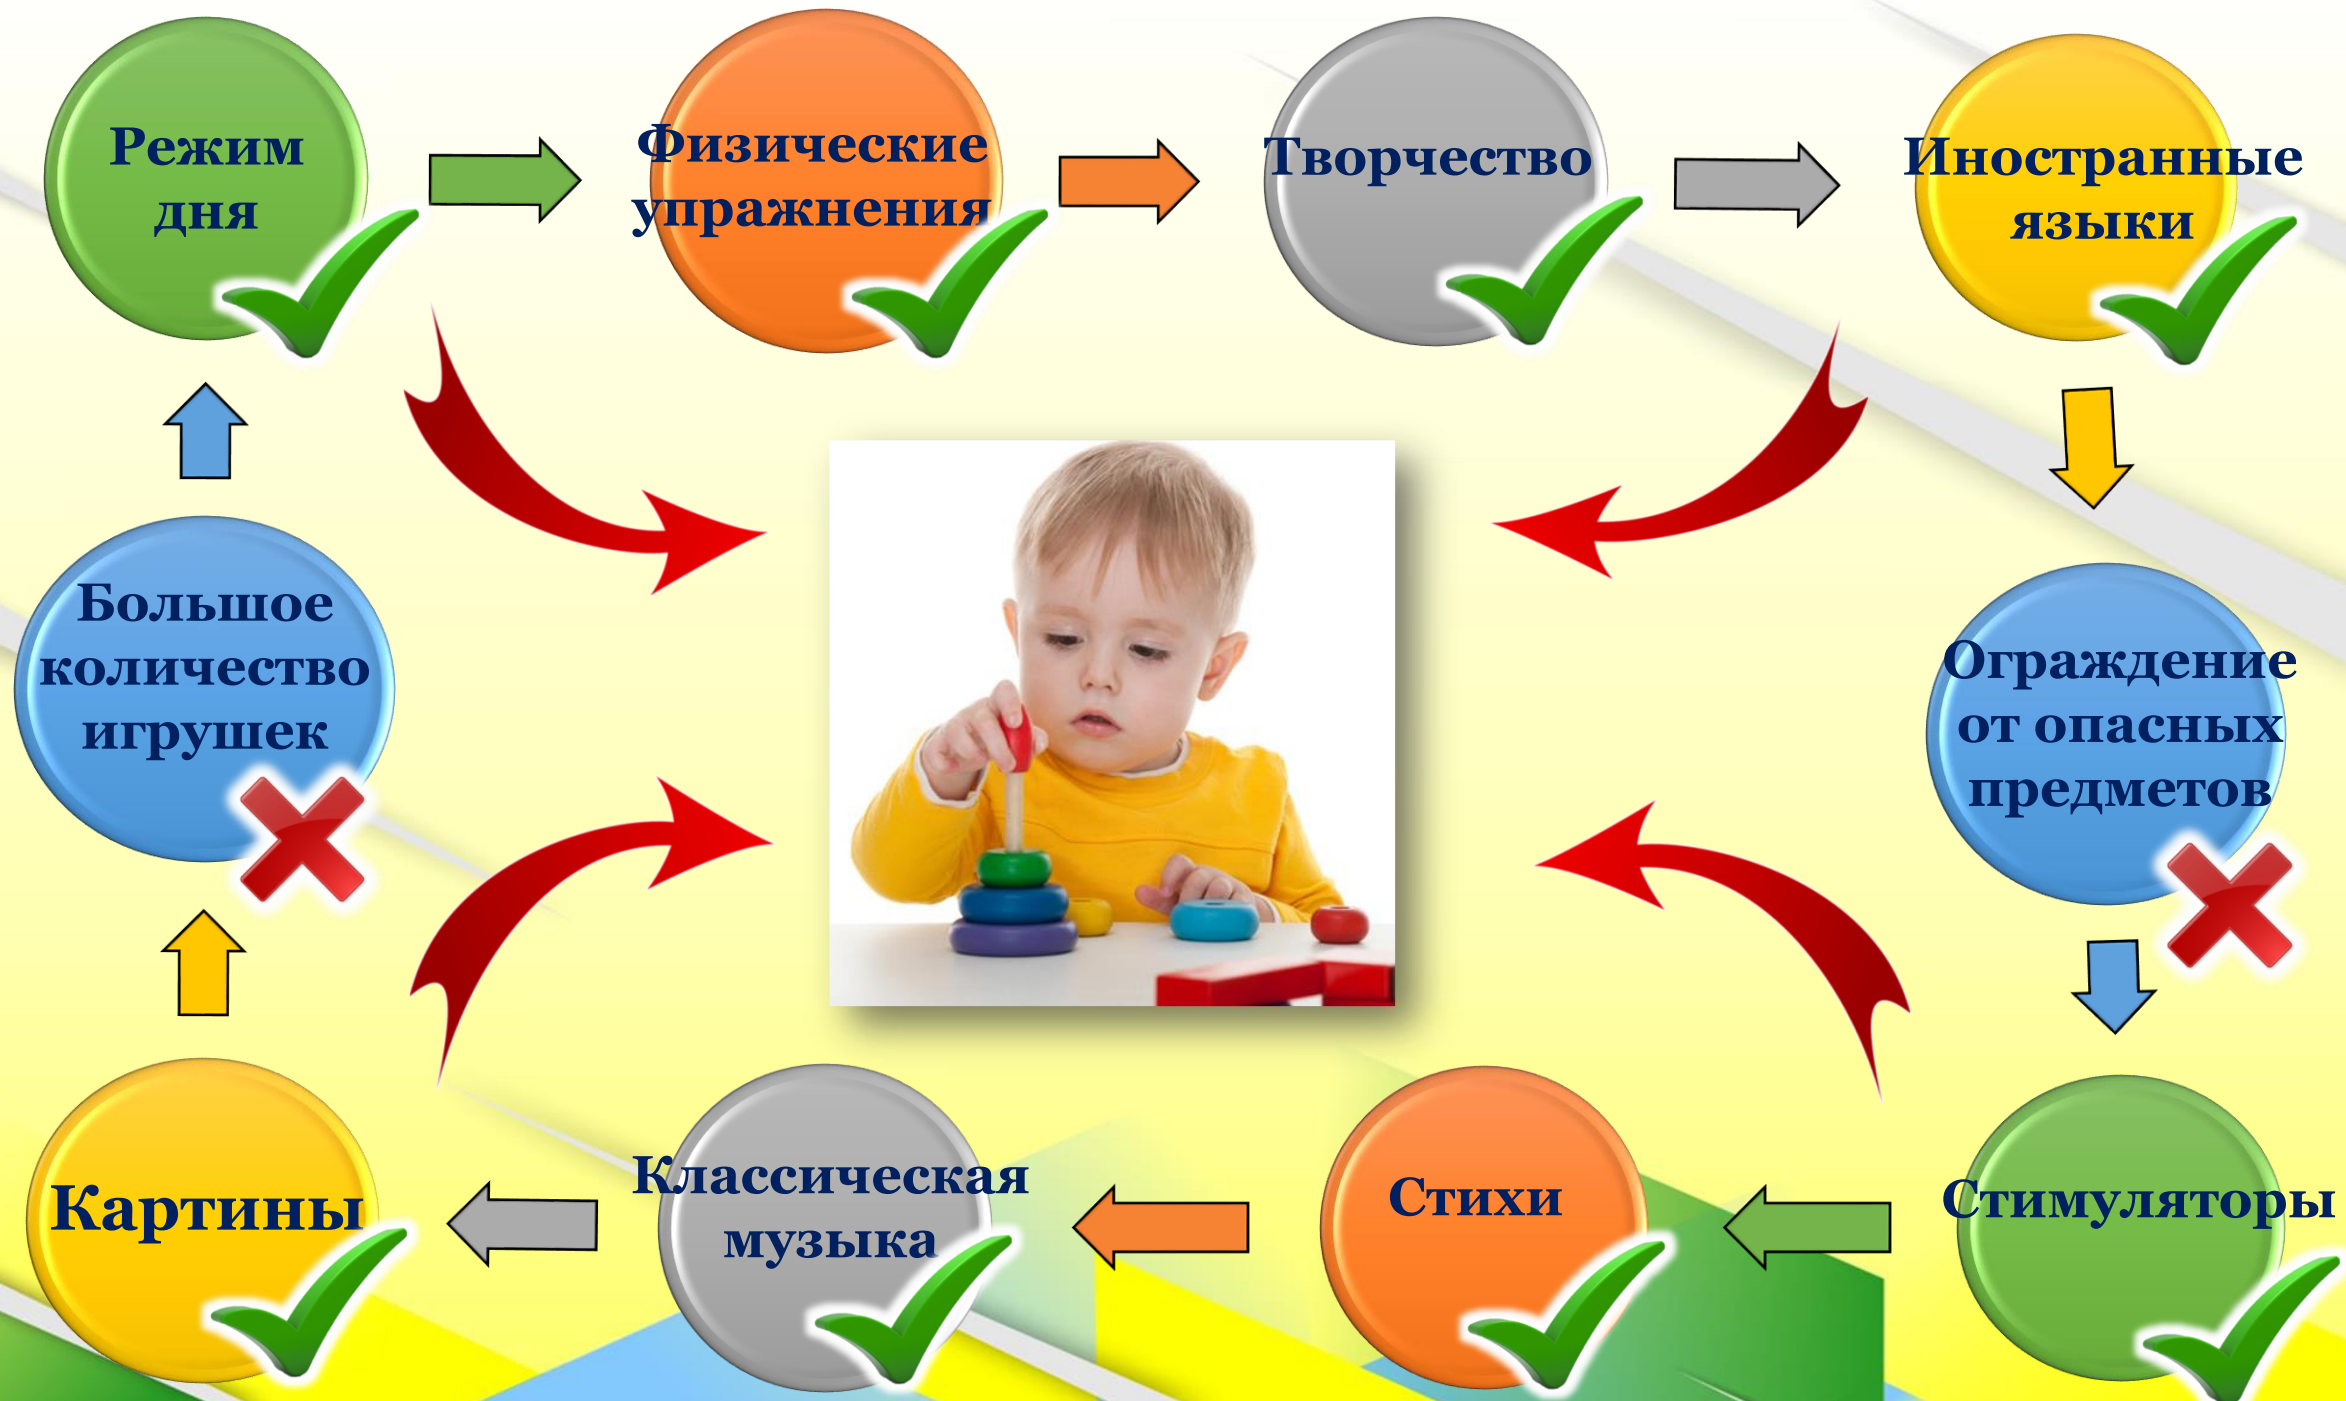 Режим
дня
Физические
упражнения
Творчество
Иностранные
языки
Большое
количество
игрушек
Ограждение
от опасных
предметов
Картины
Классическая
музыка
Стихи
Стимуляторы